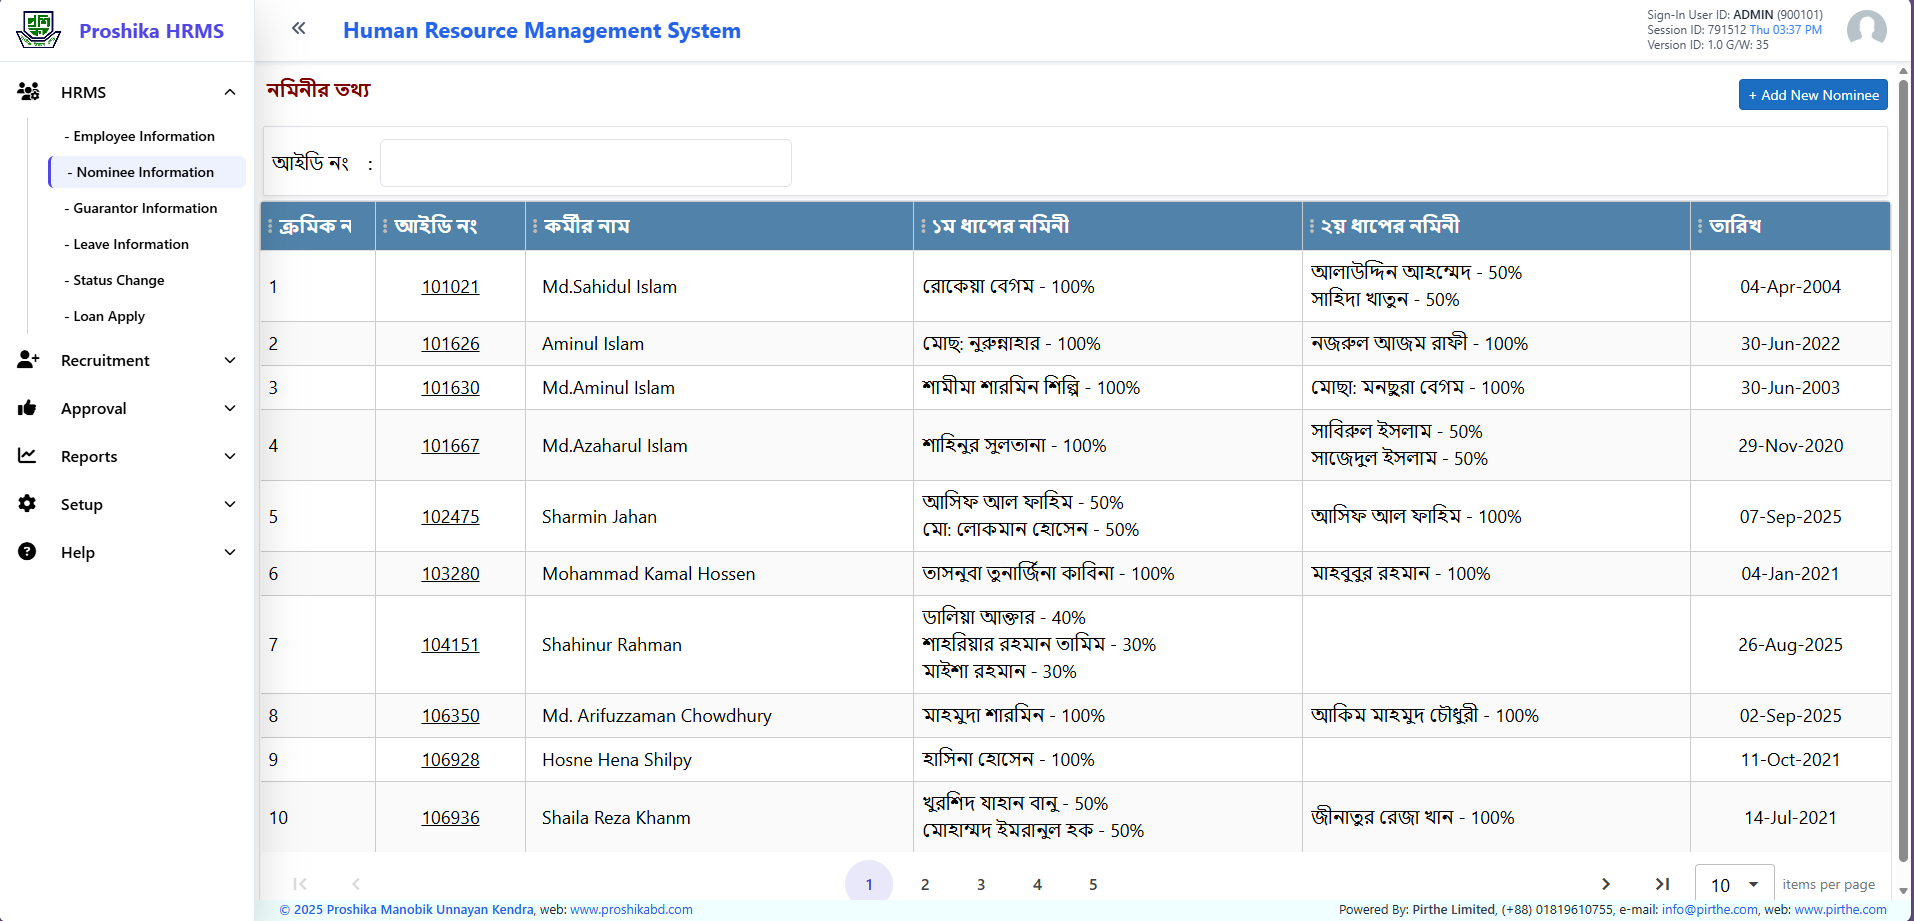 Proshika HRMS
Human Resource Management System
Sign-In User ID: ADMIN (900101)
Session ID: 791512 Thu 03:37 PM
Version ID: 1.0 G/W: 35
HRMS
- Employee Information
- Nominee Information
- Guarantor Information
- Leave Information
- Status Change
- Loan Apply
Recruitment
Approval
Reports
Setup
Help
নমিনীর তথ্য
+ Add New Nominee
আইডি নং :
ক্রমিক ন আইডি নং কর্মীর নাম ১ম ধাপের নমিনী ২য় ধাপের নমিনী তারিখ
1 101021 Md.Sahidul Islam রোকেয়া বেগম - 100% আলাউদ্দিন আহম্মেদ - 50% 04-Apr-2004
সাহিদা খাতুন - 50%
2 101626 Aminul Islam মোছ: নুরুন্নাহার - 100% নজরুল আজম রাফী - 100% 30-Jun-2022
3 101630 Md.Aminul Islam শামীমা শারমিন শিল্পি - 100% মোছা: মনছুরা বেগম - 100% 30-Jun-2003
4 101667 Md.Azaharul Islam শাহিনুর সুলতানা - 100% সাবিরুল ইসলাম - 50% 29-Nov-2020
সাজেদুল ইসলাম - 50%
5 102475 Sharmin Jahan আসিফ আল ফাহিম - 50% আসিফ আল ফাহিম - 100% 07-Sep-2025
মো: লোকমান হোসেন - 50%
6 103280 Mohammad Kamal Hossen তাসনুবা তুনার্জিনা কাবিনা - 100% মাহবুবুর রহমান - 100% 04-Jan-2021
7 104151 Shahinur Rahman ডালিয়া আক্তার - 40% 26-Aug-2025
শাহরিয়ার রহমান তামিম - 30%
মাইশা রহমান - 30%
8 106350 Md. Arifuzzaman Chowdhury মাহমুদা শারমিন - 100% আকিম মাহমুদ চৌধুরী - 100% 02-Sep-2025
9 106928 Hosne Hena Shilpy হাসিনা হোসেন - 100% 11-Oct-2021
10 106936 Shaila Reza Khanm খুরশিদ যাহান বানু - 50% জীনাতুর রেজা খান - 100% 14-Jul-2021
মোহাম্মদ ইমরানুল হক - 50%
1 2 3 4 5 10 items per page
© 2025 Proshika Manobik Unnayan Kendra, web: www.proshikabd.com
Powered By: Pirthe Limited, (+88) 01819610755, e-mail: info@pirthe.com, web: www.pirthe.com